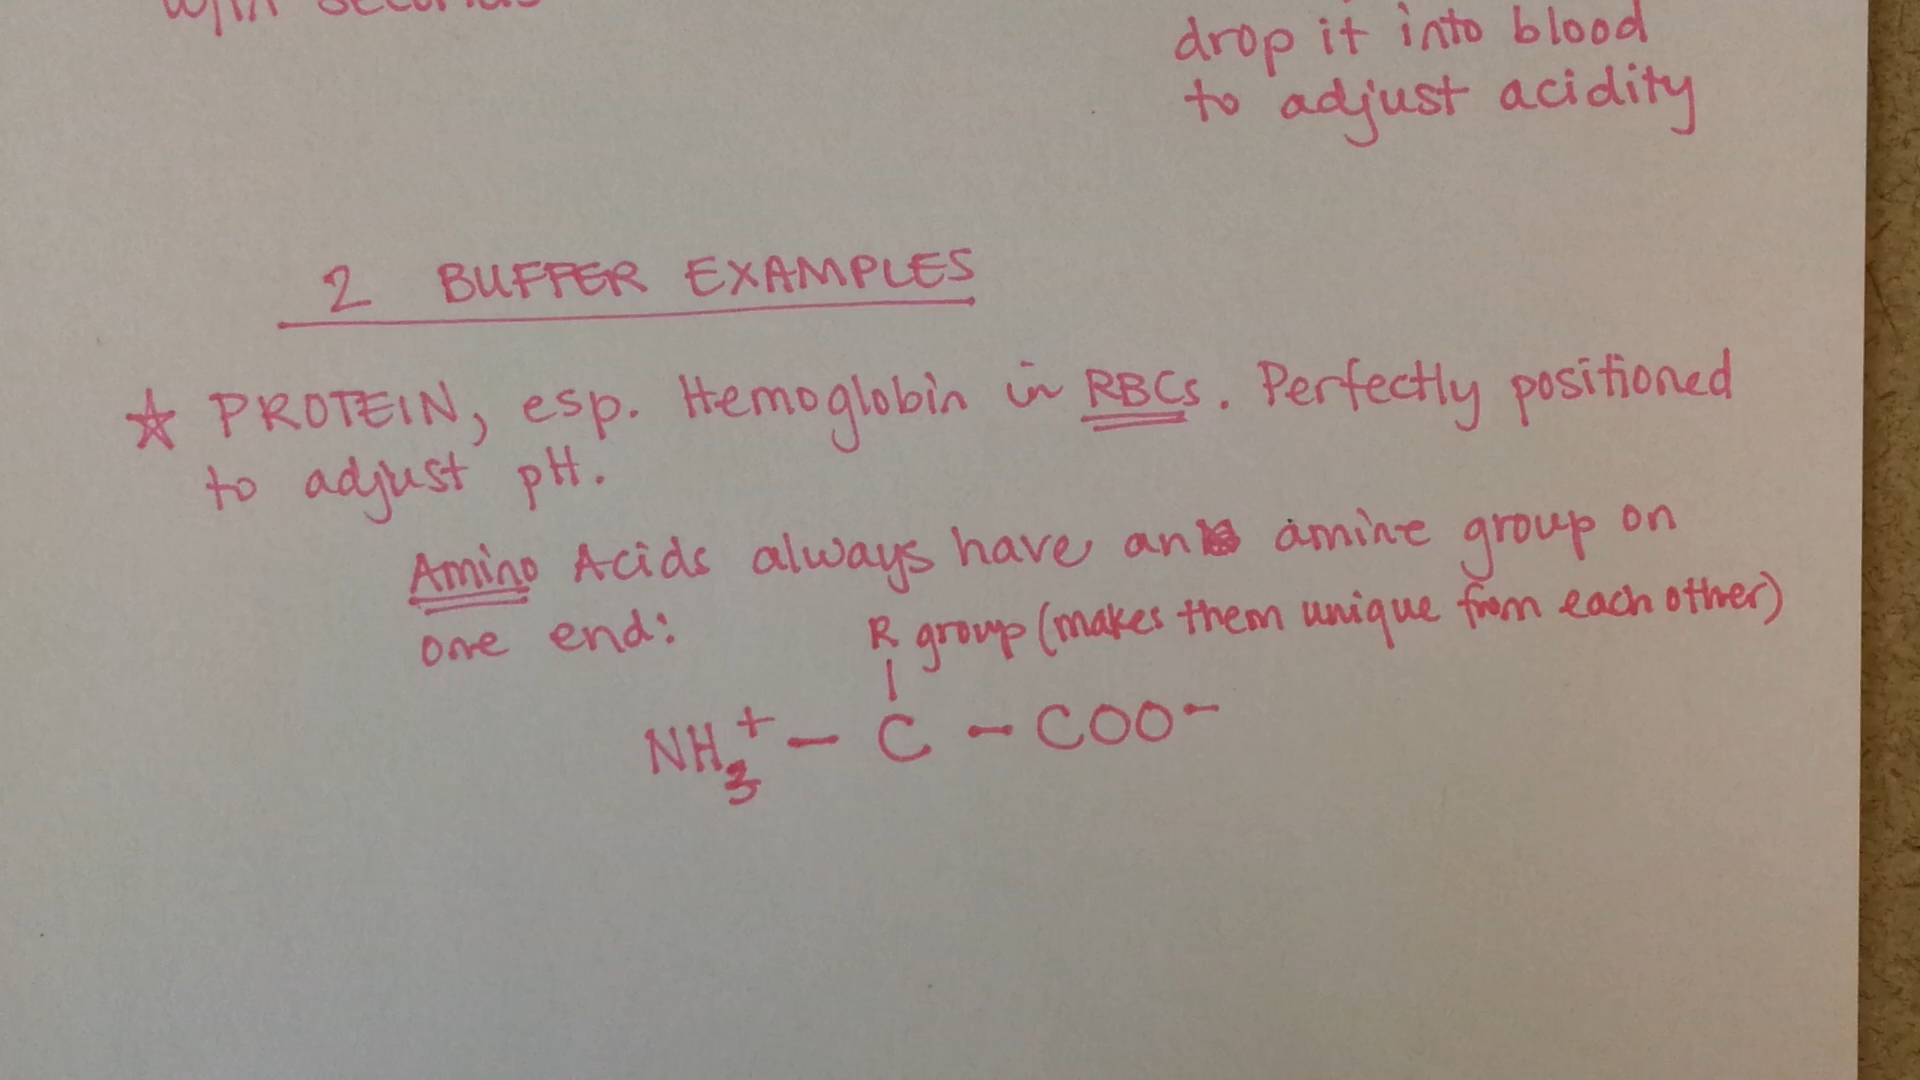 drop it into blood
to adjust acidity
2 BUFFER EXAMPLES
☆ PROTEIN, esp. Hemoglobin in RBCs. Perfectly positioned
to adjust pH.
Amino Acids always have an amine group on
one end:
R group (makes them unique from each other)
|
NH₃⁺ – C – COO⁻